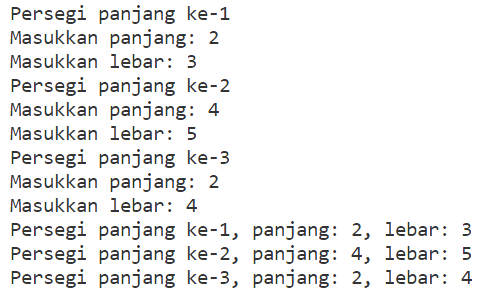 Persegi panjang ke-1
Masukkan panjang: 2
Masukkan lebar: 3
Persegi panjang ke-2
Masukkan panjang: 4
Masukkan lebar: 5
Persegi panjang ke-3
Masukkan panjang: 2
Masukkan lebar: 4
Persegi panjang ke-1, panjang: 2, lebar: 3
Persegi panjang ke-2, panjang: 4, lebar: 5
Persegi panjang ke-3, panjang: 2, lebar: 4